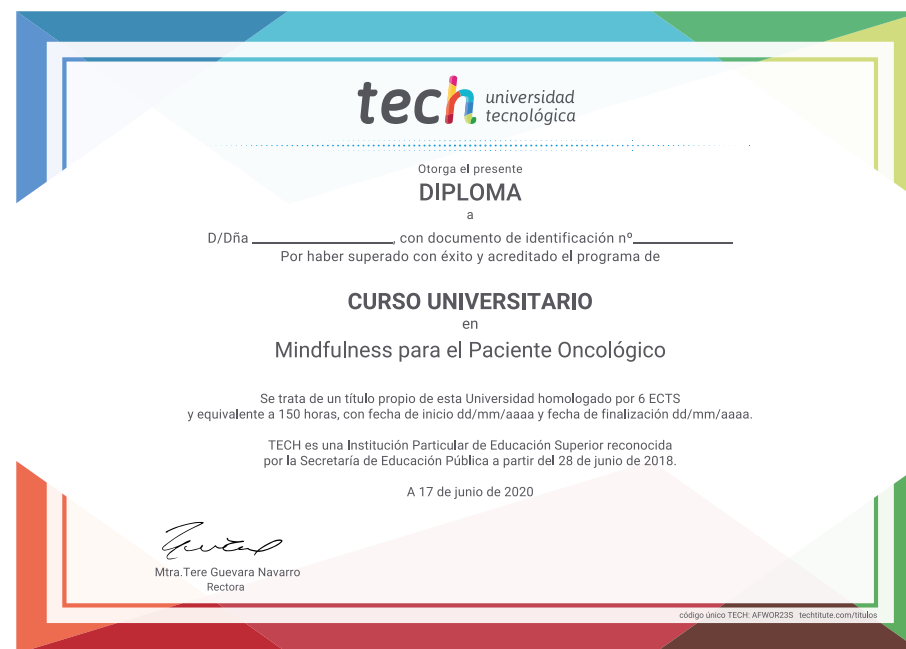 tech universidad
tecnológica
Otorga el presente
DIPLOMA
a
D/Dña ____________________, con documento de identificación nº______________
Por haber superado con éxito y acreditado el programa de
CURSO UNIVERSITARIO
en
Mindfulness para el Paciente Oncológico
Se trata de un título propio de esta Universidad homologado por 6 ECTS
y equivalente a 150 horas, con fecha de inicio dd/mm/aaaa y fecha de finalización dd/mm/aaaa.
TECH es una Institución Particular de Educación Superior reconocida
por la Secretaría de Educación Pública a partir del 28 de junio de 2018.
A 17 de junio de 2020
Mtra.Tere Guevara Navarro
Rectora
código único TECH: AFWOR23S techtitute.com/titulos